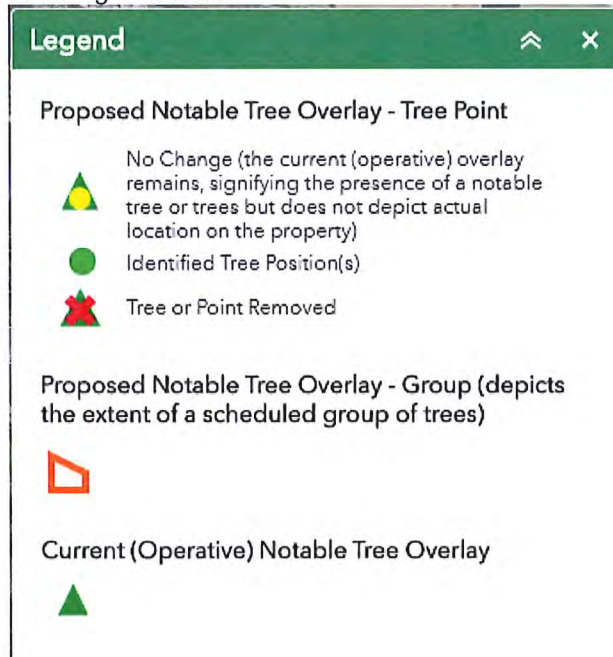 Legend
Proposed Notable Tree Overlay - Tree Point
No Change (the current (operative) overlay
remains, signifying the presence of a notable
tree or trees but does not depict actual
location on the property)
Identified Tree Position(s)
Tree or Point Removed
Proposed Notable Tree Overlay - Group (depicts
the extent of a scheduled group of trees)
Current (Operative) Notable Tree Overlay